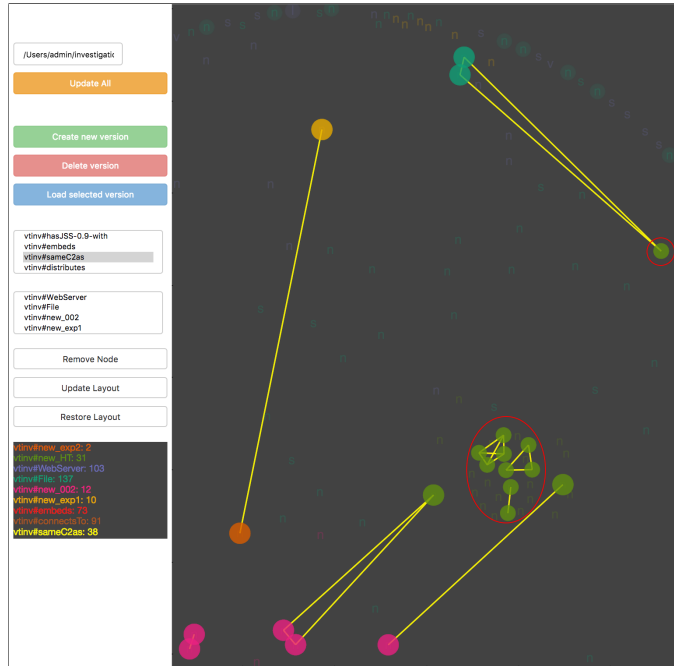 /Users/admin/investigatic
Update All
Create new version
Delete version
Load selected version
vtinv#hasJSS-0.9-with
vtinv#embeds
vtinv#sameC2as
vtinv#distributes
vtinv#WebServer
vtinv#File
vtinv#new_002
vtinv#new_exp1
Remove Node
Update Layout
Restore Layout
vtinv#new_exp2: 2
vtinv#new_HT: 31
vtinv#WebServer: 103
vtinv#File: 137
vtinv#new_002: 12
vtinv#new_exp1: 10
vtinv#embeds: 73
vtinv#connectsTo: 91
vtinv#sameC2as: 38